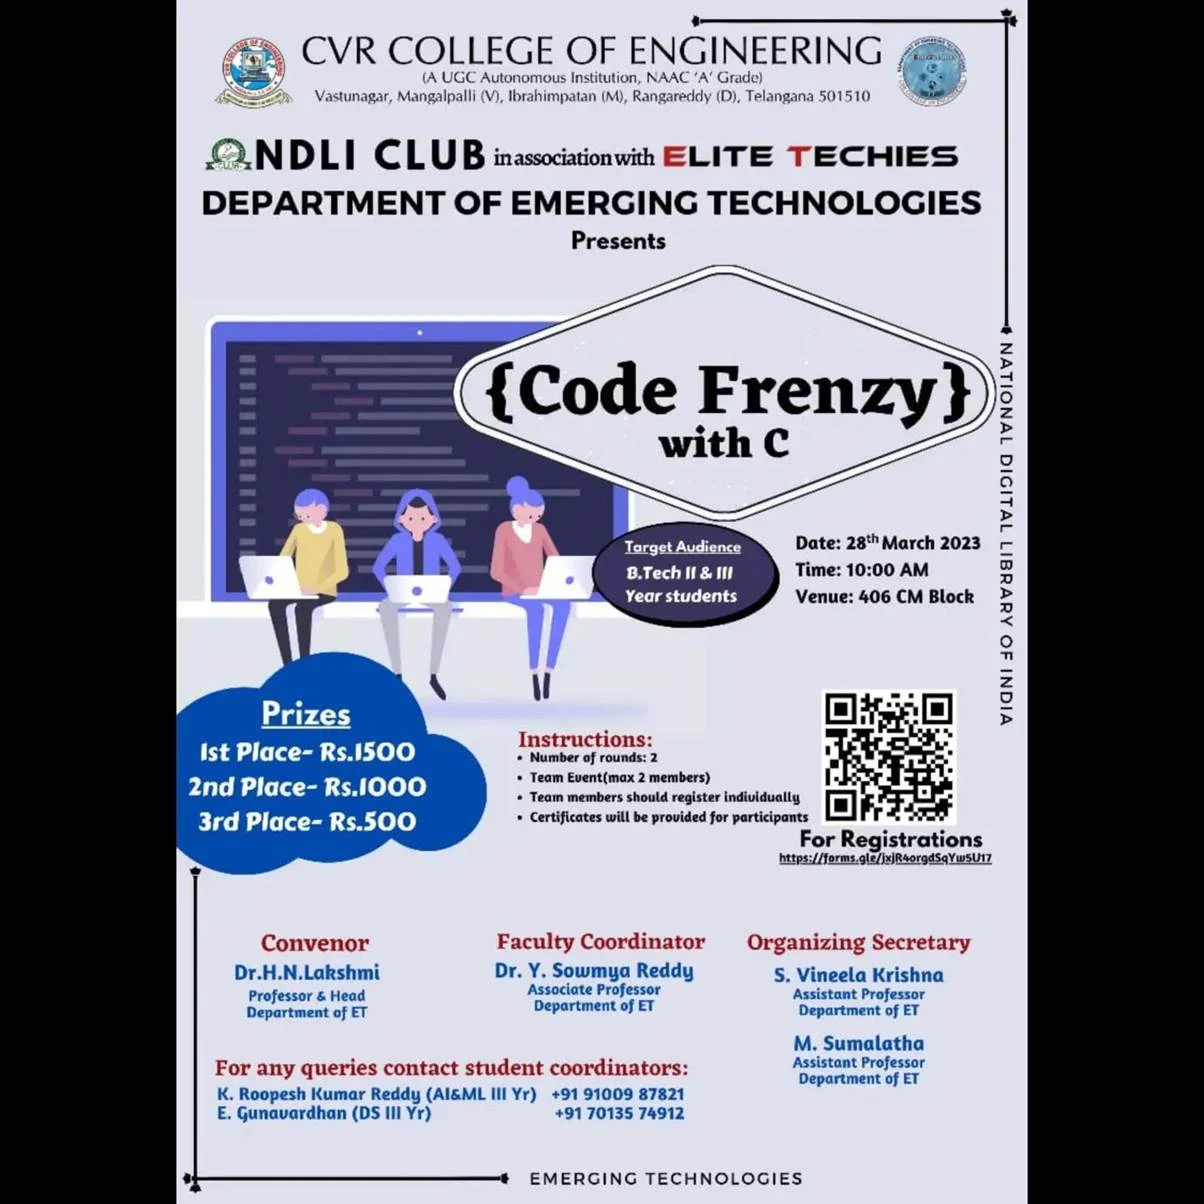 CVR COLLEGE OF ENGINEERING
(A UGC Autonomous Institution, NAAC 'A' Grade)
Vastunagar, Mangalpalli (V), Ibrahimpatan (M), Rangareddy (D), Telangana 501510
NDLI CLUB in association with ELITE TECHIES
DEPARTMENT OF EMERGING TECHNOLOGIES
Presents
{Code Frenzy}
with C
NATIONAL DIGITAL LIBRARY OF INDIA
Target Audience
B.Tech II & III
Year students
Date: 28th March 2023
Time: 10:00 AM
Venue: 406 CM Block
Prizes
1st Place- Rs.1500
2nd Place- Rs.1000
3rd Place- Rs.500
Instructions:
• Number of rounds: 2
• Team Event(max 2 members)
• Team members should register individually
• Certificates will be provided for participants
For Registrations
https://forms.gle/jxjR4orgdSqYw5U17
Convenor
Dr.H.N.Lakshmi
Professor & Head
Department of ET
Faculty Coordinator
Dr. Y. Sowmya Reddy
Associate Professor
Department of ET
Organizing Secretary
S. Vineela Krishna
Assistant Professor
Department of ET
M. Sumalatha
Assistant Professor
Department of ET
For any queries contact student coordinators:
K. Roopesh Kumar Reddy (AI&ML III Yr) +91 91009 87821
E. Gunavardhan (DS III Yr) +91 70135 74912
EMERGING TECHNOLOGIES